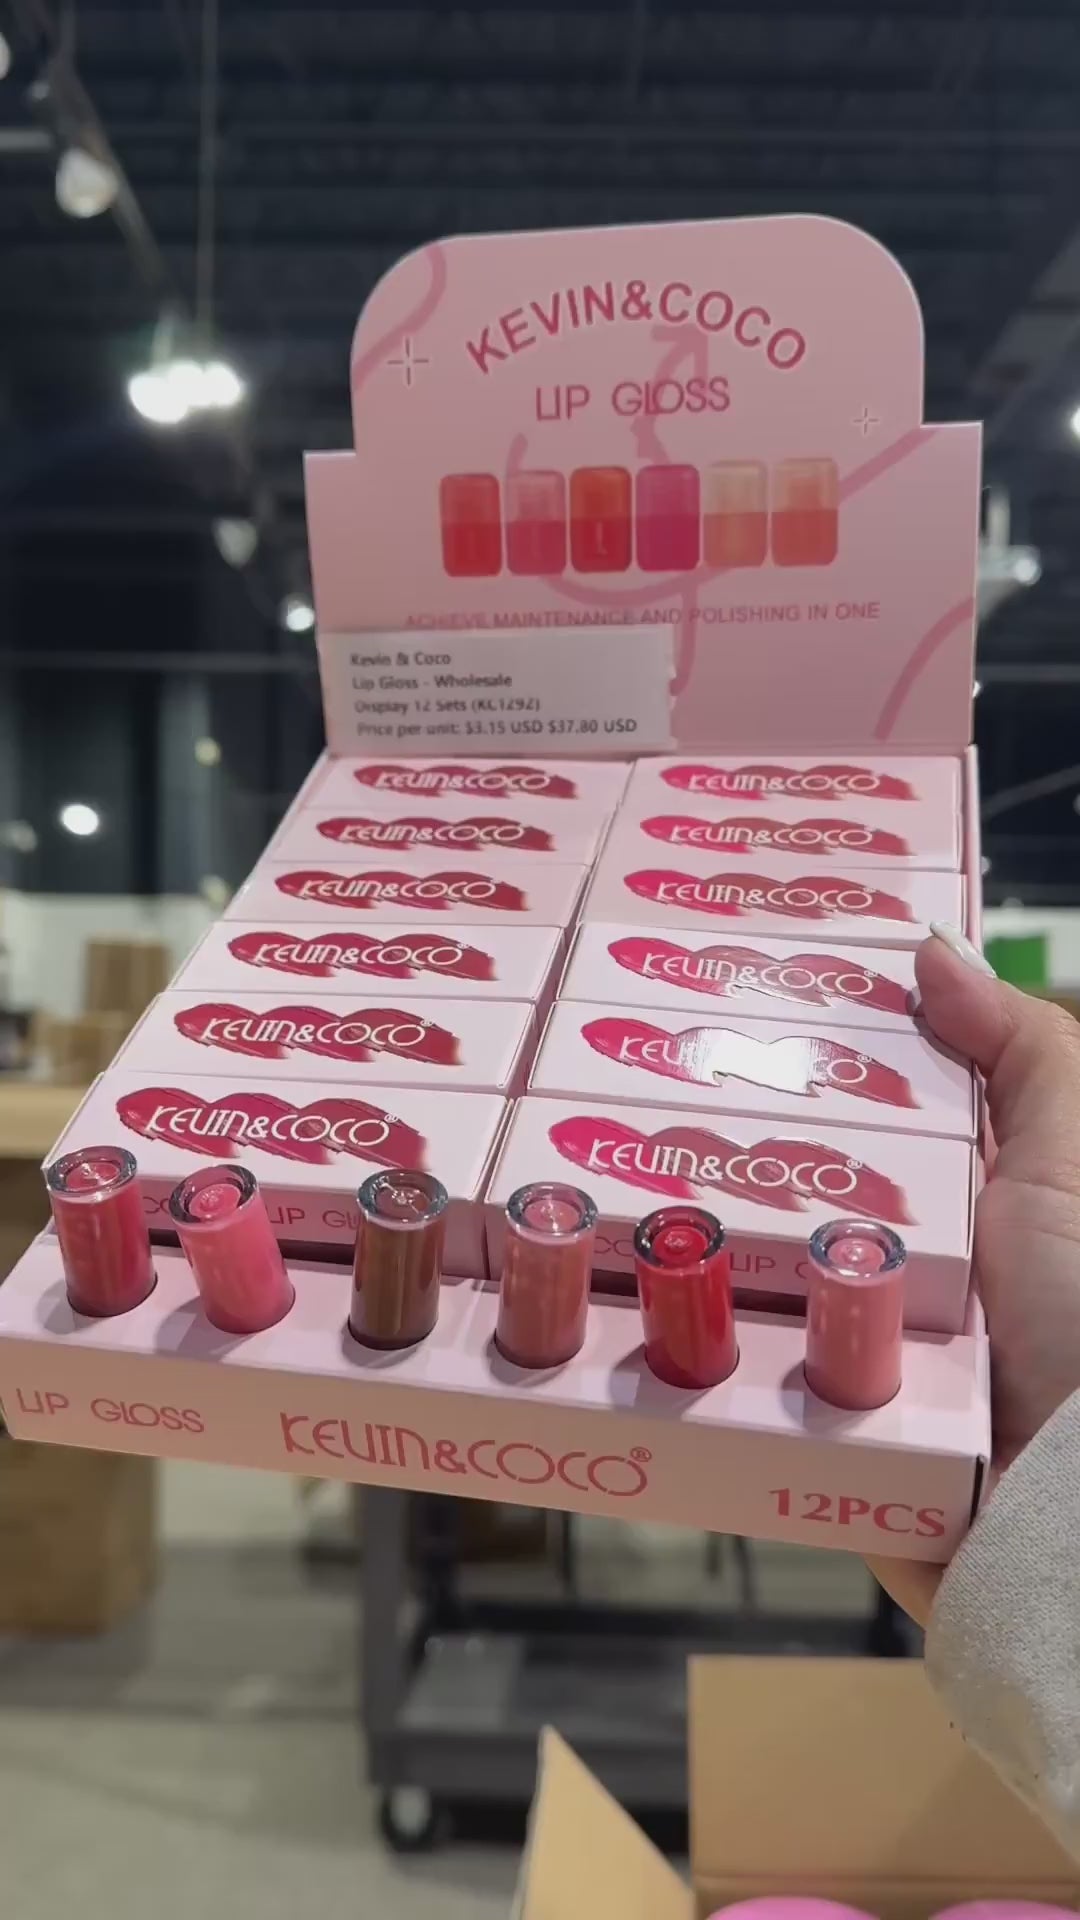 KEVIN&COCO
LIP GLOSS
ACHIEVE MAINTENANCE AND POLISHING IN ONE
Kevin & Coco
Lip Gloss - Wholesale
Display 12 Sets (KC1292)
Price per unit: $3.15 USD $37.80 USD
KEVIN&COCO
KEVIN&COCO
KEVIN&COCO
KEVIN&COCO
KEVIN&COCO
KEVIN&COCO
KEVIN&COCO®
KEVIN&COCO®
KEVIN&COCO®
KEVIN&COCO®
KEVIN&COCO®
LIP
LIP
LIP GLOSS
KEVIN&COCO®
12PCS